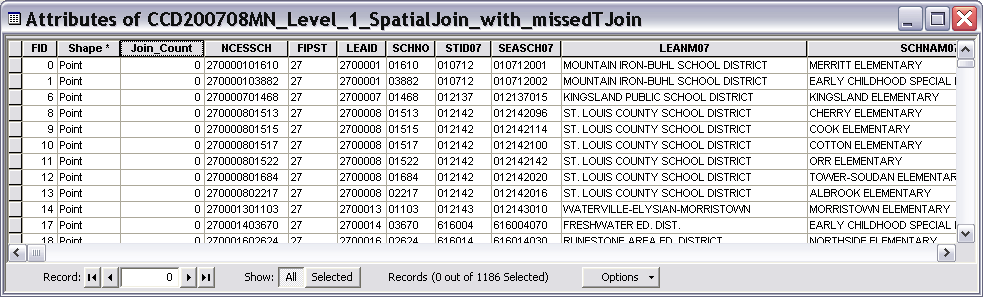 Attributes of CCD200708MN_Level_1_SpatialJoin_with_missedTJoin
FID Shape * Join_Count NCESSCH FIPST LEAID SCHNO STID07 SEASCH07 LEANM07 SCHNAM07
0 Point 0 270000101610 27 2700001 01610 010712 010712001 MOUNTAIN IRON-BUHL SCHOOL DISTRICT MERRITT ELEMENTARY
1 Point 0 270000103882 27 2700001 03882 010712 010712002 MOUNTAIN IRON-BUHL SCHOOL DISTRICT EARLY CHILDHOOD SPECIAL
6 Point 0 270000701468 27 2700007 01468 012137 012137015 KINGSLAND PUBLIC SCHOOL DISTRICT KINGSLAND ELEMENTARY
8 Point 0 270000801513 27 2700008 01513 012142 012142096 ST. LOUIS COUNTY SCHOOL DISTRICT CHERRY ELEMENTARY
9 Point 0 270000801515 27 2700008 01515 012142 012142114 ST. LOUIS COUNTY SCHOOL DISTRICT COOK ELEMENTARY
10 Point 0 270000801517 27 2700008 01517 012142 012142100 ST. LOUIS COUNTY SCHOOL DISTRICT COTTON ELEMENTARY
11 Point 0 270000801522 27 2700008 01522 012142 012142142 ST. LOUIS COUNTY SCHOOL DISTRICT ORR ELEMENTARY
12 Point 0 270000801684 27 2700008 01684 012142 012142020 ST. LOUIS COUNTY SCHOOL DISTRICT TOWER-SOUDAN ELEMENTAR
13 Point 0 270000802217 27 2700008 02217 012142 012142016 ST. LOUIS COUNTY SCHOOL DISTRICT ALBROOK ELEMENTARY
14 Point 0 270001301103 27 2700013 01103 012143 012143010 WATERVILLE-ELYSIAN-MORRISTOWN MORRISTOWN ELEMENTARY
17 Point 0 270001403670 27 2700014 03670 616004 616004070 FRESHWATER ED. DIST. EARLY CHILDHOOD SPECIAL
18 Point 0 270001602624 27 2700016 02624 616014 616014030 RUNESTONE AREA ED. DISTRICT NORTHSIDE ELEMENTARY
Record: 0 Show: All Selected Records (0 out of 1186 Selected) Options